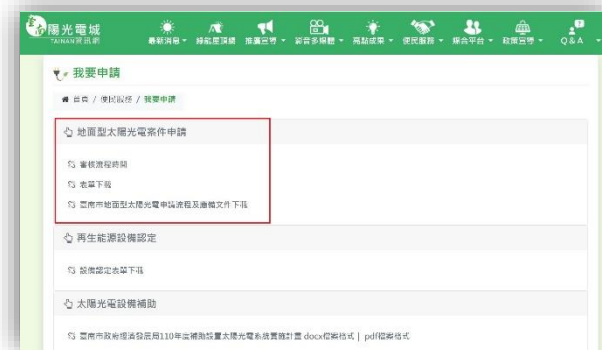 陽光電城
TAINAN資訊網
最新消息 綠能屋頂網 推廣宣導 影音多媒體 亮點成果 便民服務 綜合平台 政策宣導 Q&A
我要申請
首頁 / 便民服務 / 我要申請
地面型太陽光電案件申請
審核流程時間
表單下載
臺南市地面型太陽光電申請流程及應備文件下載
再生能源設備認定
設備認定表單下載
太陽光電設備補助
臺南市政府經濟發展局110年度補助設置太陽光電系統實施計畫 docx檔案格式 | pdf檔案格式